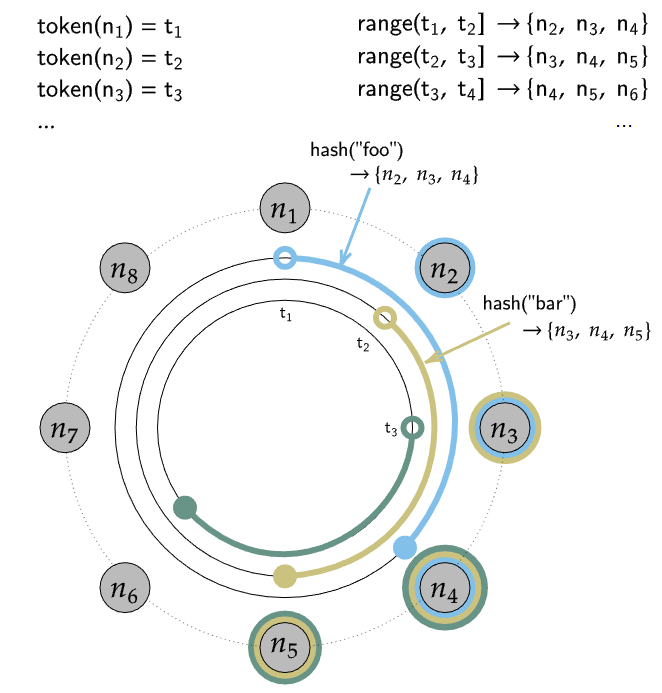 token(n₁) = t₁
token(n₂) = t₂
token(n₃) = t₃
...
range(t₁, t₂] → {n₂, n₃, n₄}
range(t₂, t₃] → {n₃, n₄, n₅}
range(t₃, t₄] → {n₄, n₅, n₆}
...
hash("foo")
→ {n₂, n₃, n₄}
n₁
n₈
n₂
hash("bar")
→ {n₃, n₄, n₅}
t₁
t₂
n₇
t₃
n₃
n₆
n₄
n₅